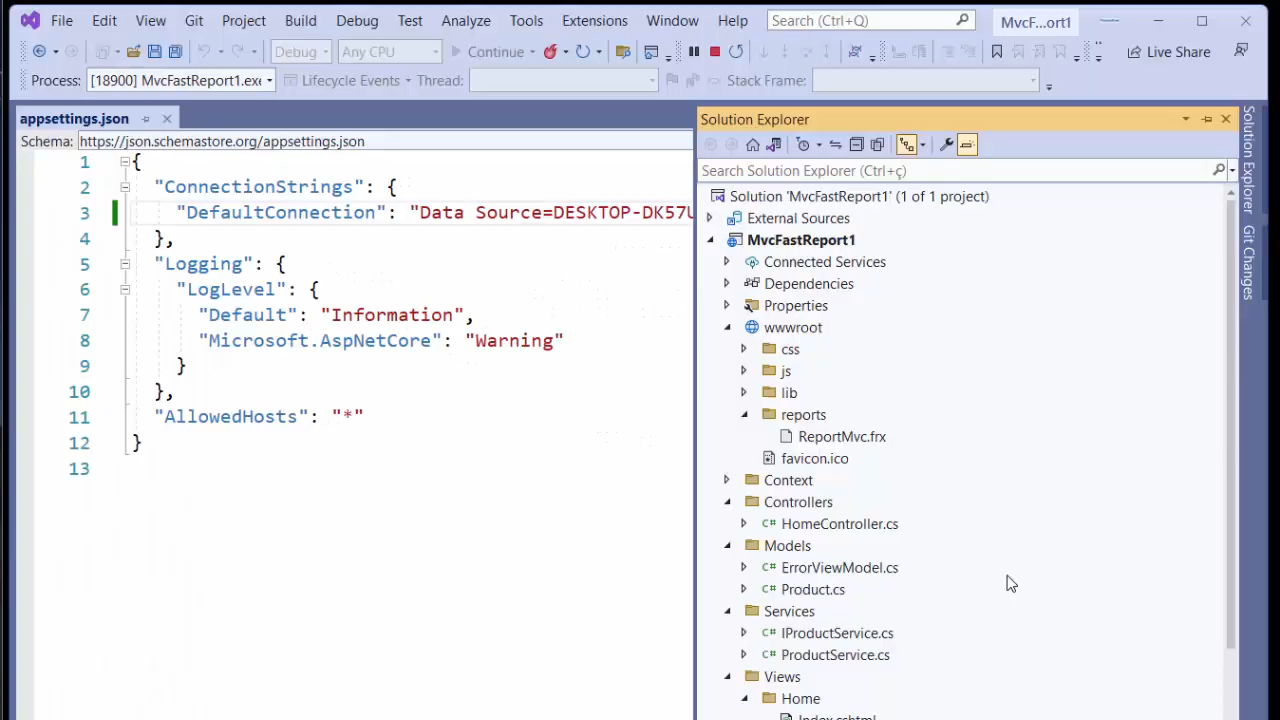 File Edit View Git Project Build Debug Test Analyze Tools Extensions Window Help Search (Ctrl+Q) MvcF...ort1
Debug Any CPU Continue Live Share
Process: [18900] MvcFastReport1.exe Lifecycle Events Thread: Stack Frame:
appsettings.json
Schema: https://json.schemastore.org/appsettings.json
1 {
2 "ConnectionStrings": {
3 "DefaultConnection": "Data Source=DESKTOP-DK57U
4 },
5 "Logging": {
6 "LogLevel": {
7 "Default": "Information",
8 "Microsoft.AspNetCore": "Warning"
9 }
10 },
11 "AllowedHosts": "*"
12 }
13
Solution Explorer
Search Solution Explorer (Ctrl+ç)
Solution 'MvcFastReport1' (1 of 1 project)
External Sources
MvcFastReport1
Connected Services
Dependencies
Properties
wwwroot
css
js
lib
reports
ReportMvc.frx
favicon.ico
Context
Controllers
C# HomeController.cs
Models
C# ErrorViewModel.cs
C# Product.cs
Services
C# IProductService.cs
C# ProductService.cs
Views
Home
Index.cshtml
Solution Explorer
Git Changes